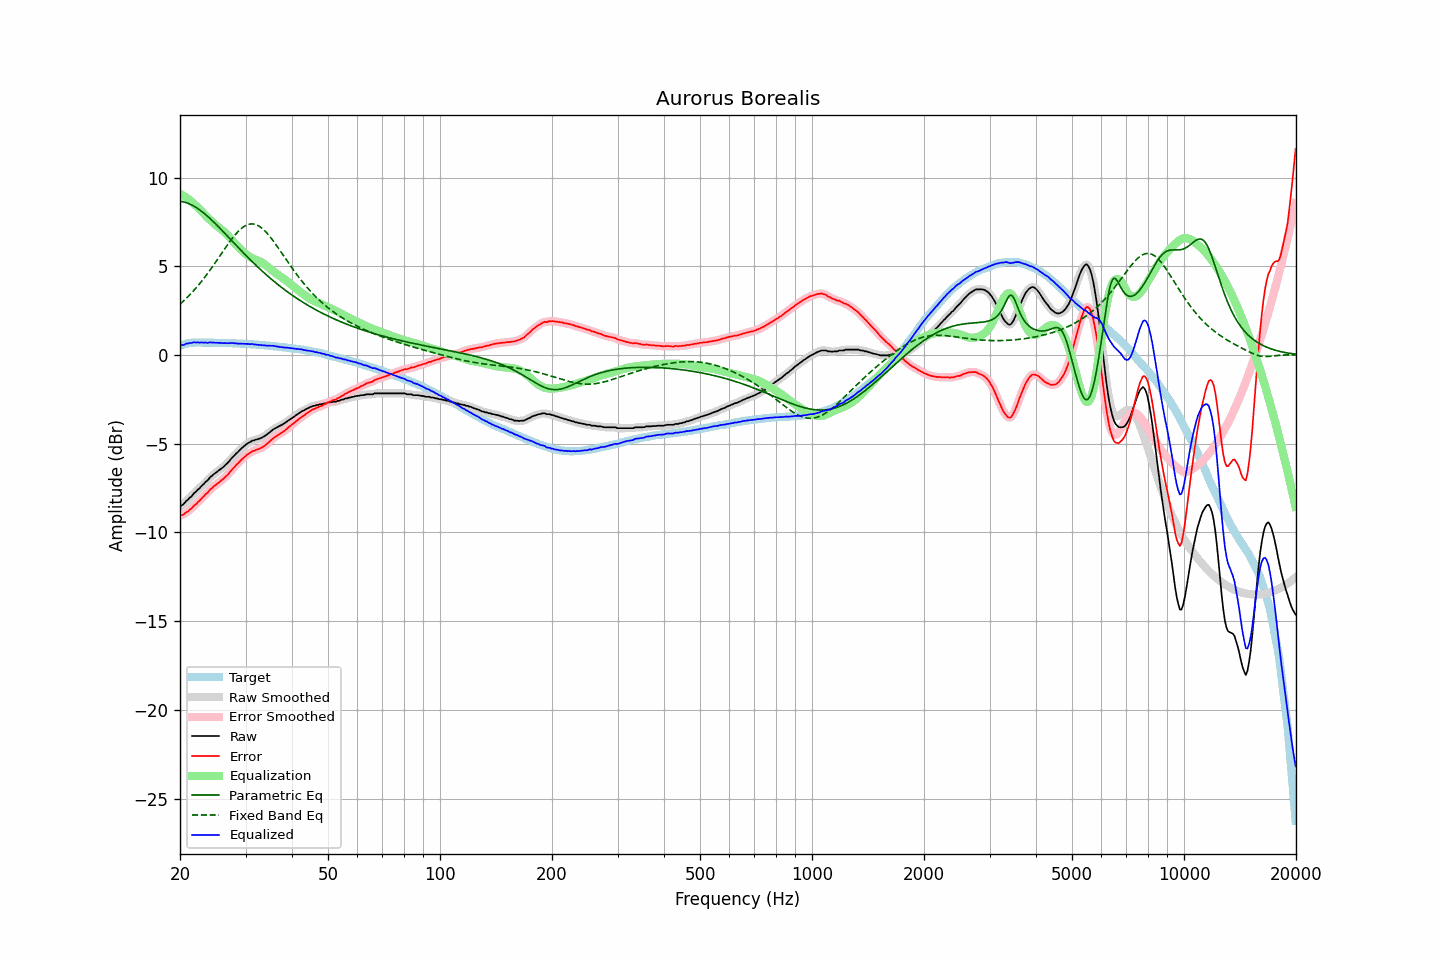 Aurorus Borealis
Amplitude (dBr)
10
5
0
−5
−10
−15
−20
−25
Target
Raw Smoothed
Error Smoothed
Raw
Error
Equalization
Parametric Eq
Fixed Band Eq
Equalized
20 50 100 200 500 1000 2000 5000 10000 20000
Frequency (Hz)